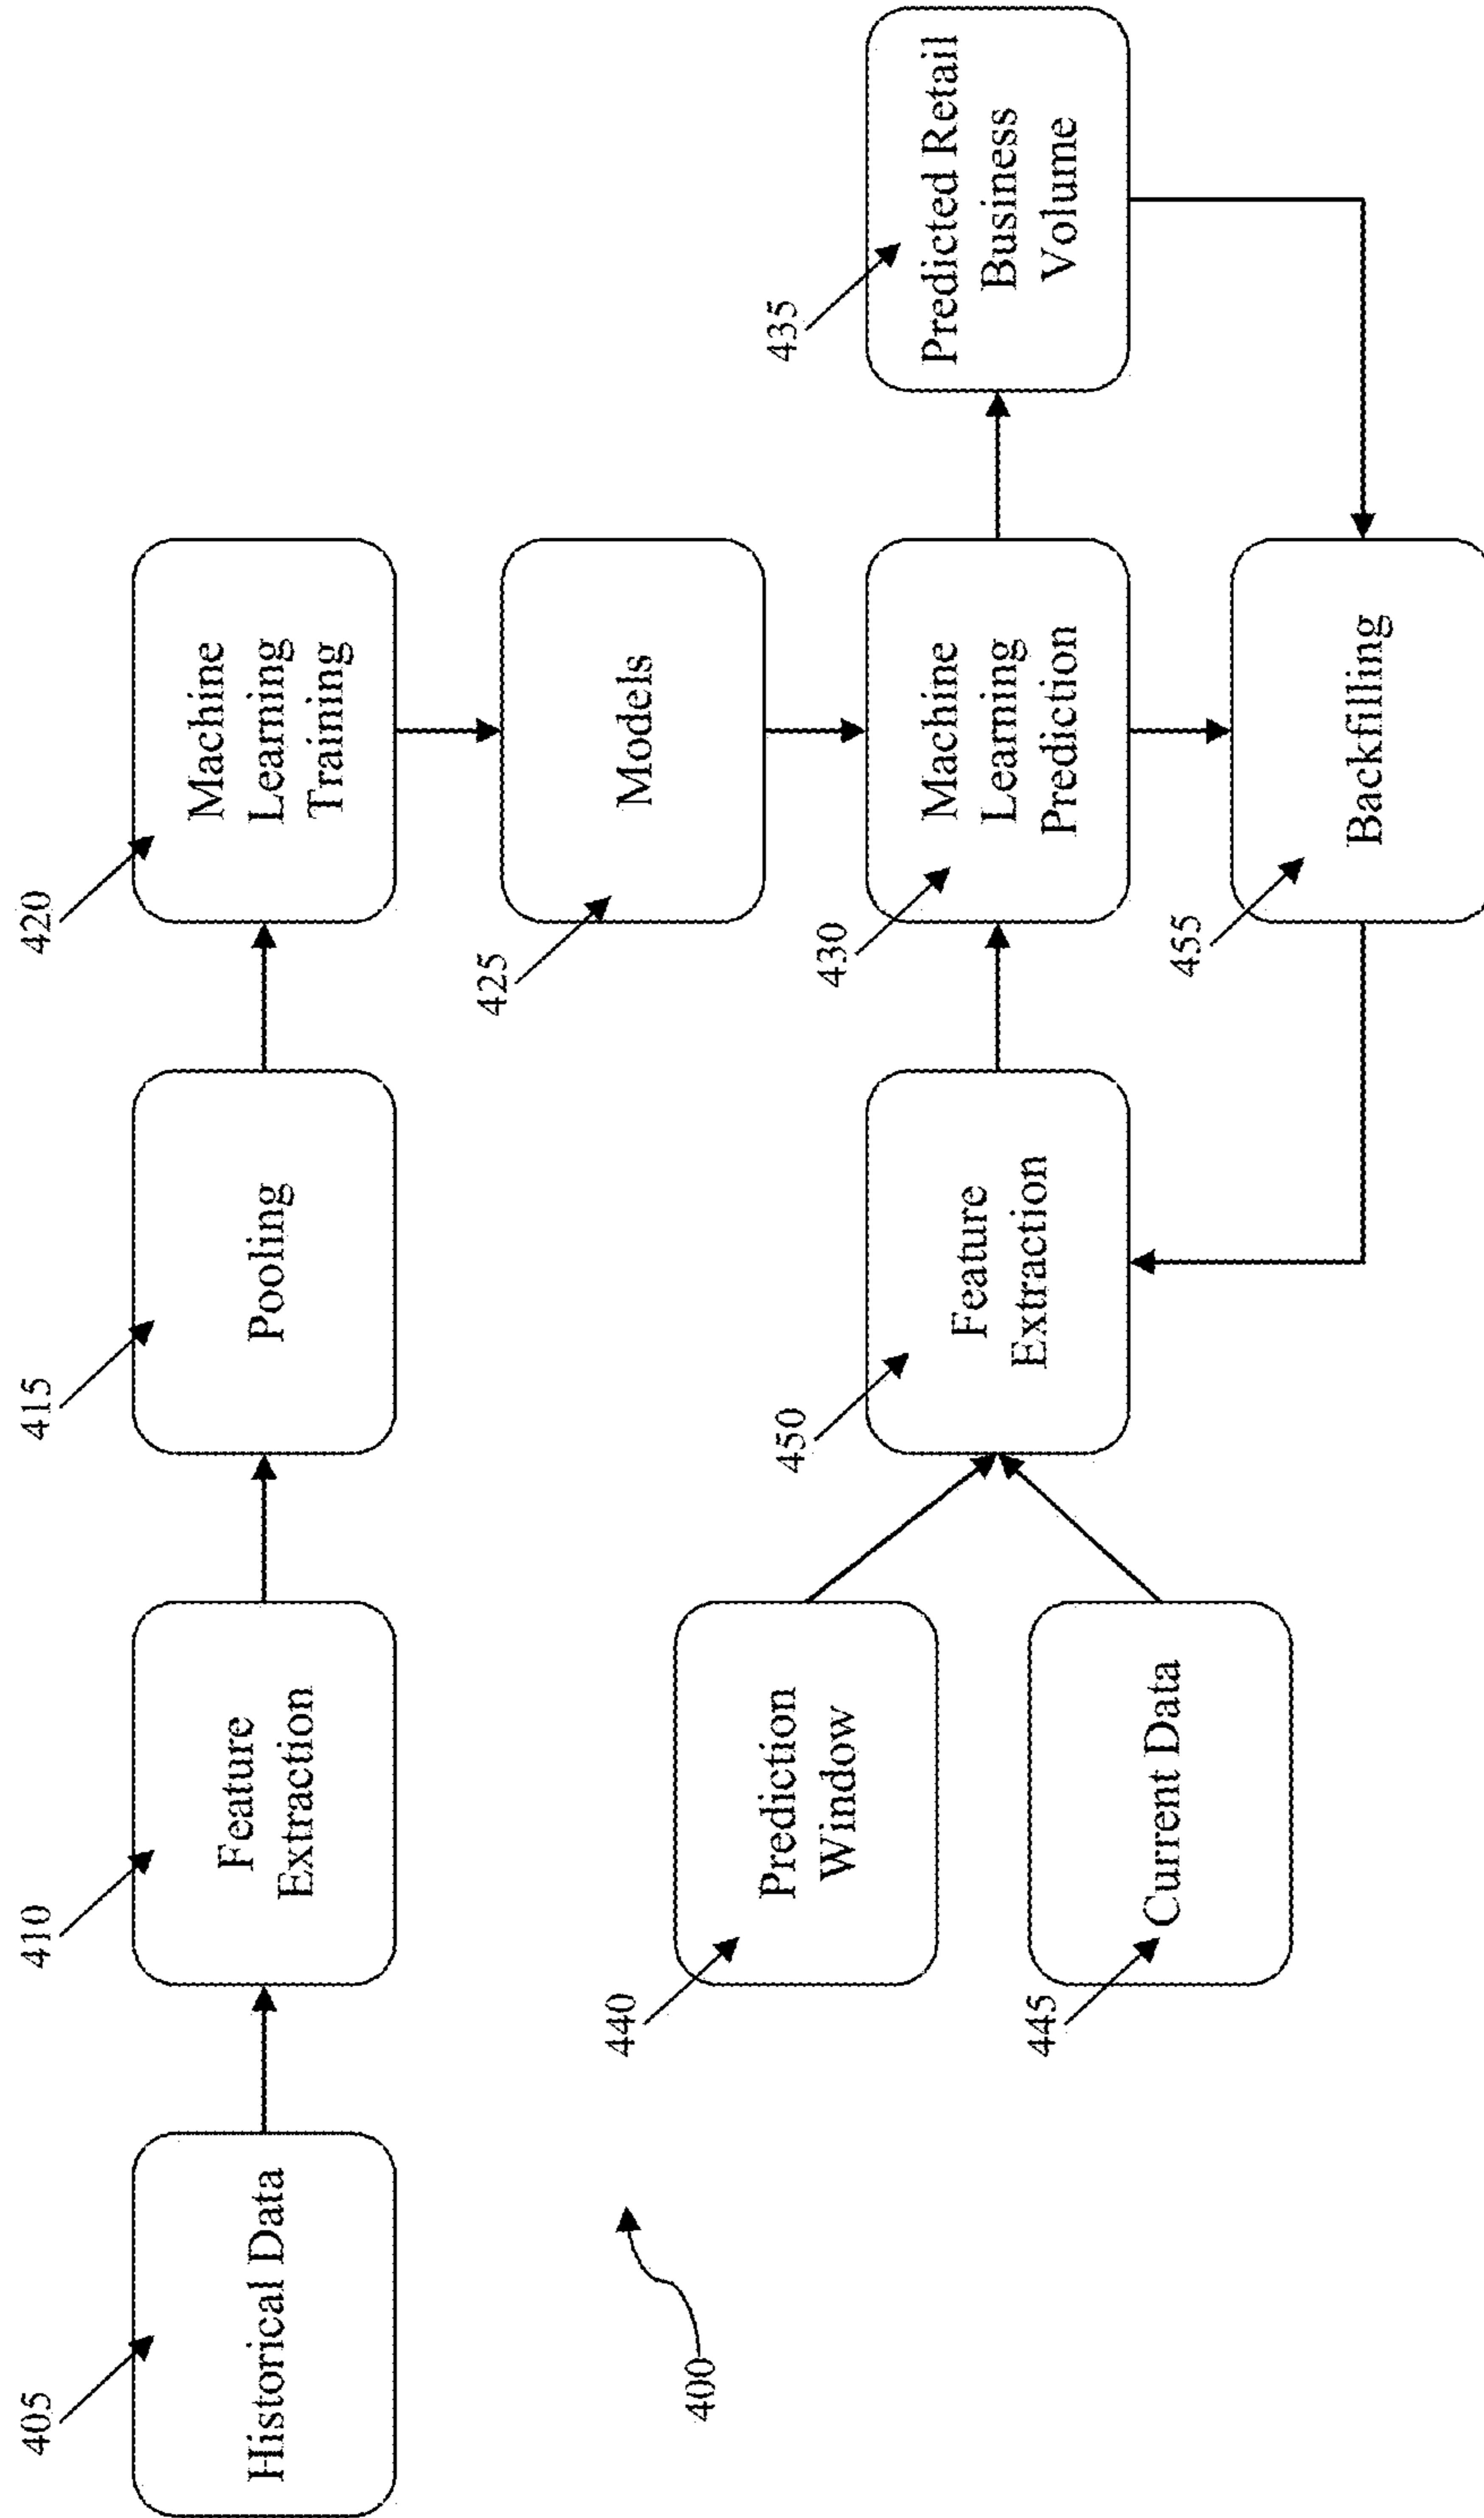 405
Historical Data
410
Feature
Extraction
415
Pooling
420
Machine
Learning
Training
425
Models
400
440
Prediction
Window
445
Current Data
450
Feature
Extraction
430
Machine
Learning
Prediction
435
Predicted Retail
Business
Volume
455
Backfilling